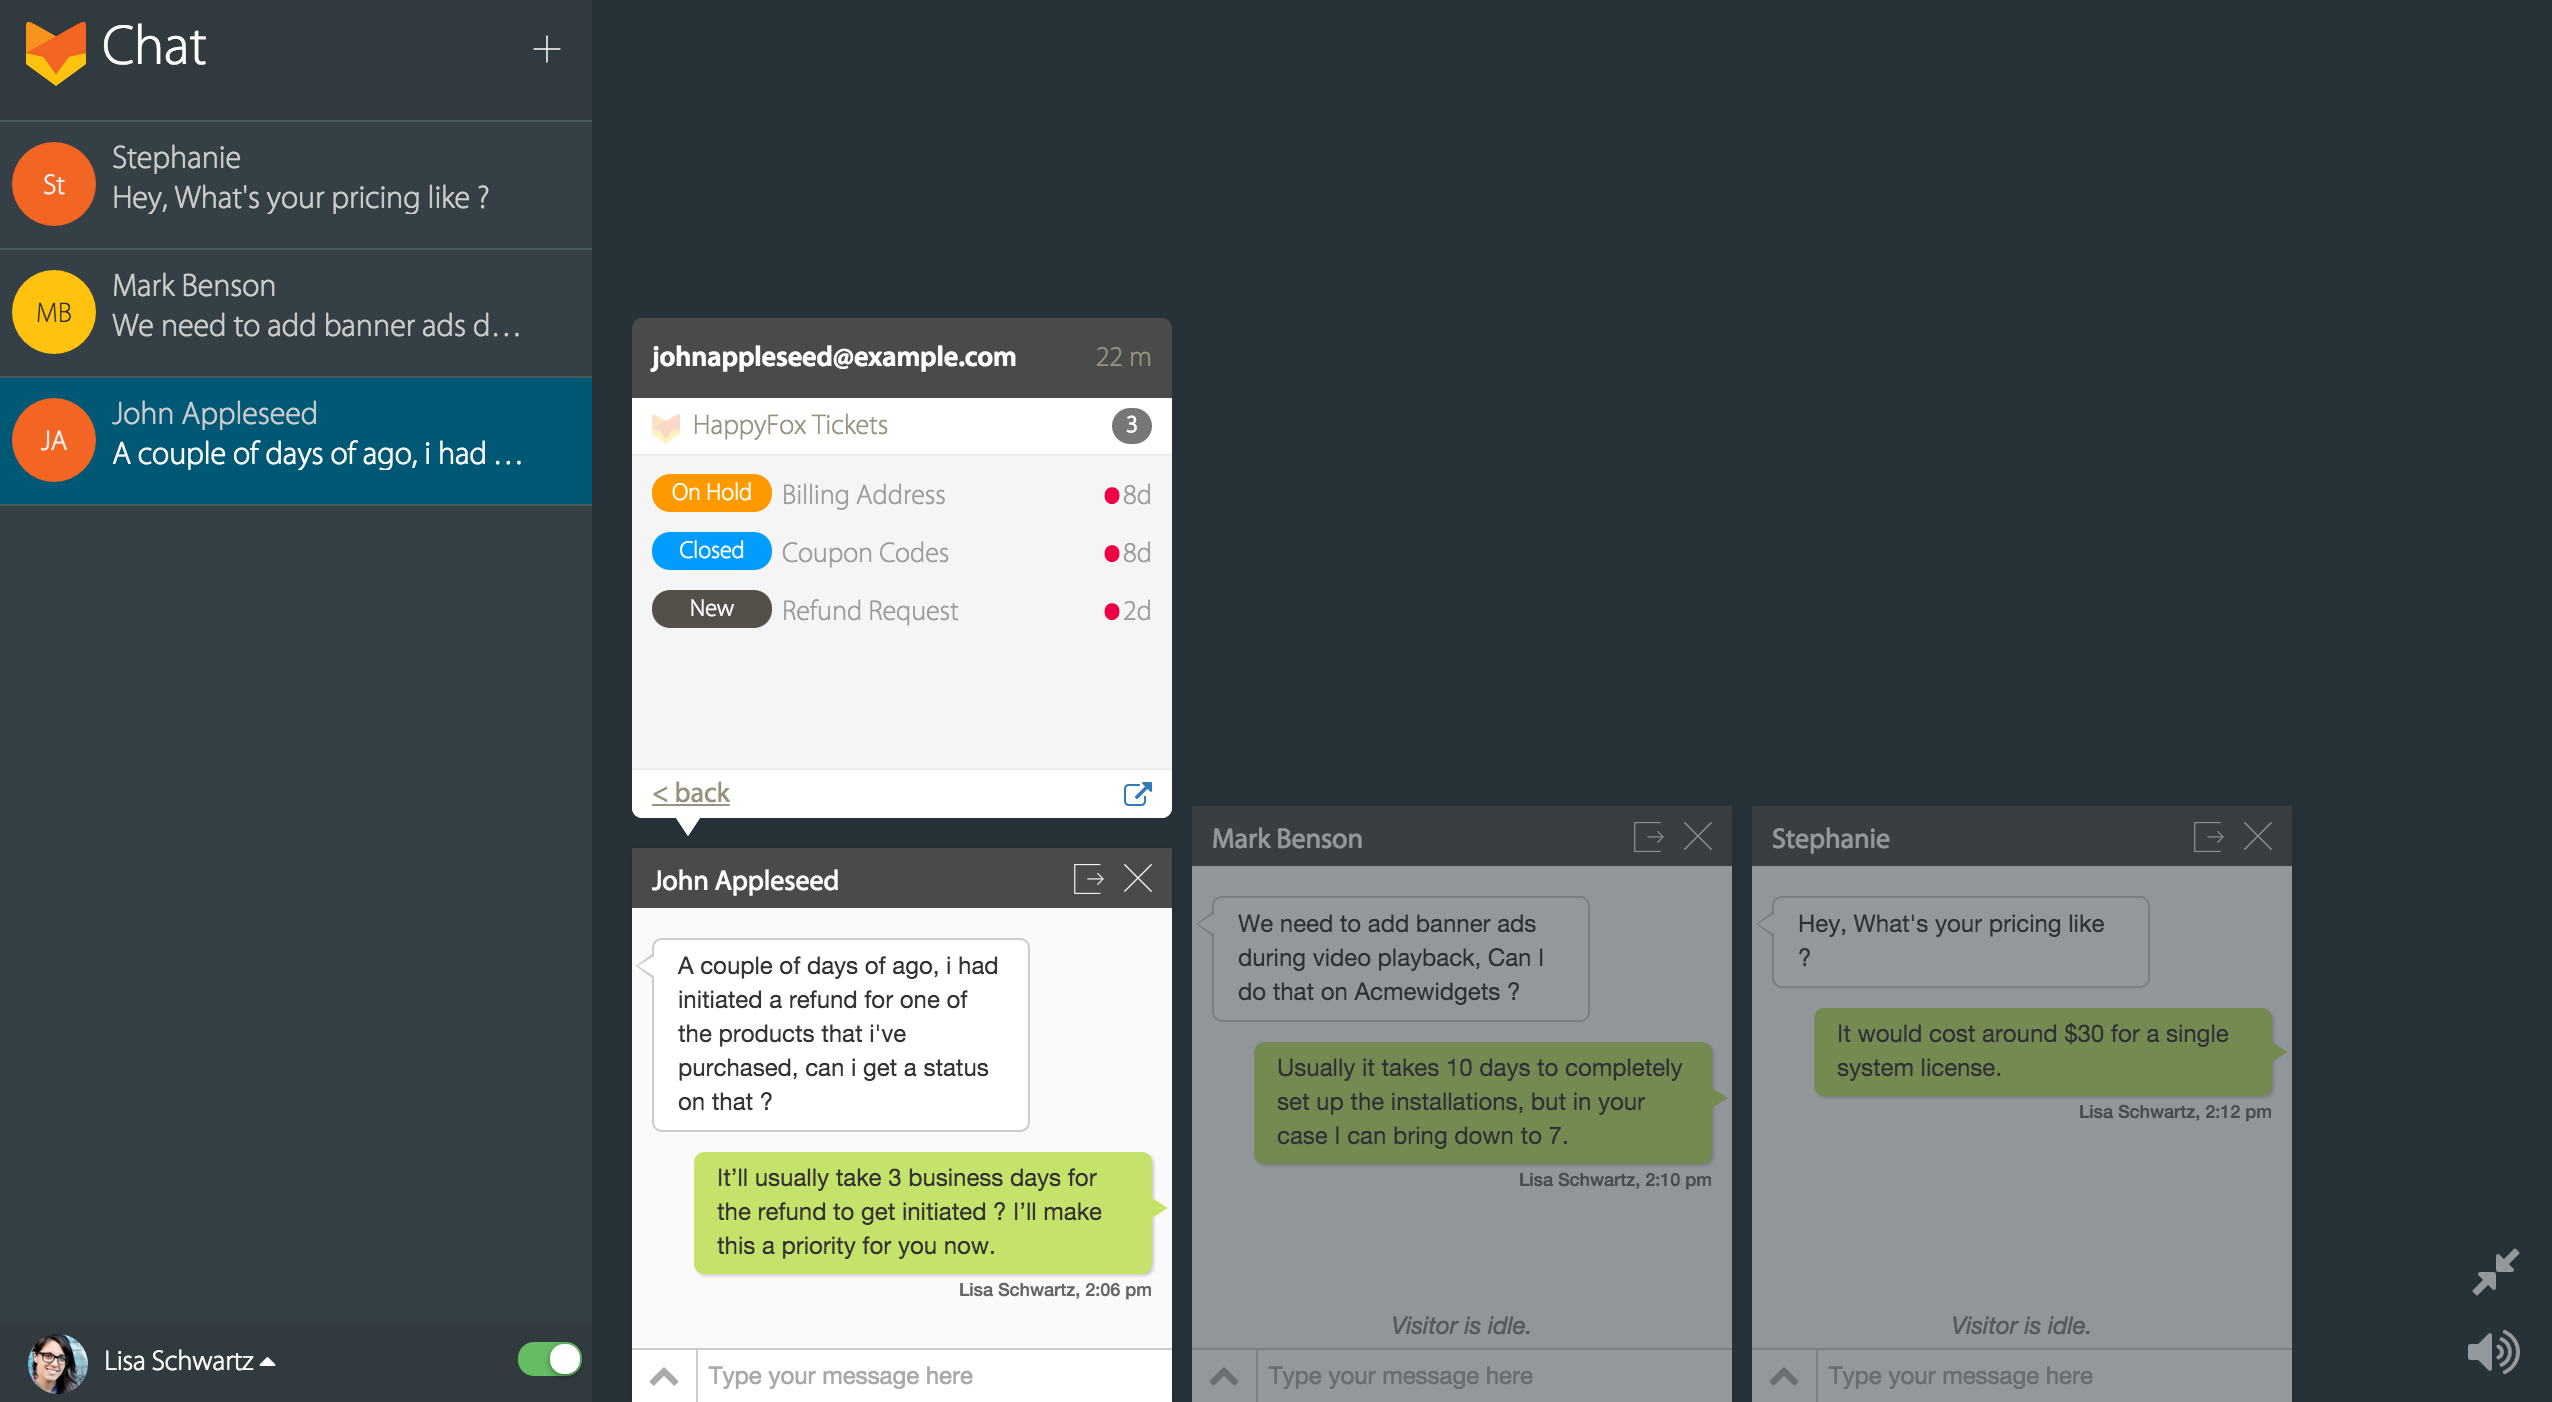 Chat
St
Stephanie
Hey, What's your pricing like ?
MB
Mark Benson
We need to add banner ads d...
JA
John Appleseed
A couple of days of ago, i had ...
Lisa Schwartz
johnappleseed@example.com 22 m
HappyFox Tickets 3
On Hold Billing Address 8d
Closed Coupon Codes 8d
New Refund Request 2d
< back
John Appleseed
A couple of days of ago, i had
initiated a refund for one of
the products that i've
purchased, can i get a status
on that ?
It’ll usually take 3 business days for
the refund to get initiated ? I’ll make
this a priority for you now.
Lisa Schwartz, 2:06 pm
Type your message here
Mark Benson
We need to add banner ads
during video playback, Can I
do that on Acmewidgets ?
Usually it takes 10 days to completely
set up the installations, but in your
case I can bring down to 7.
Lisa Schwartz, 2:10 pm
Visitor is idle.
Type your message here
Stephanie
Hey, What's your pricing like
?
It would cost around $30 for a single
system license.
Lisa Schwartz, 2:12 pm
Visitor is idle.
Type your message here